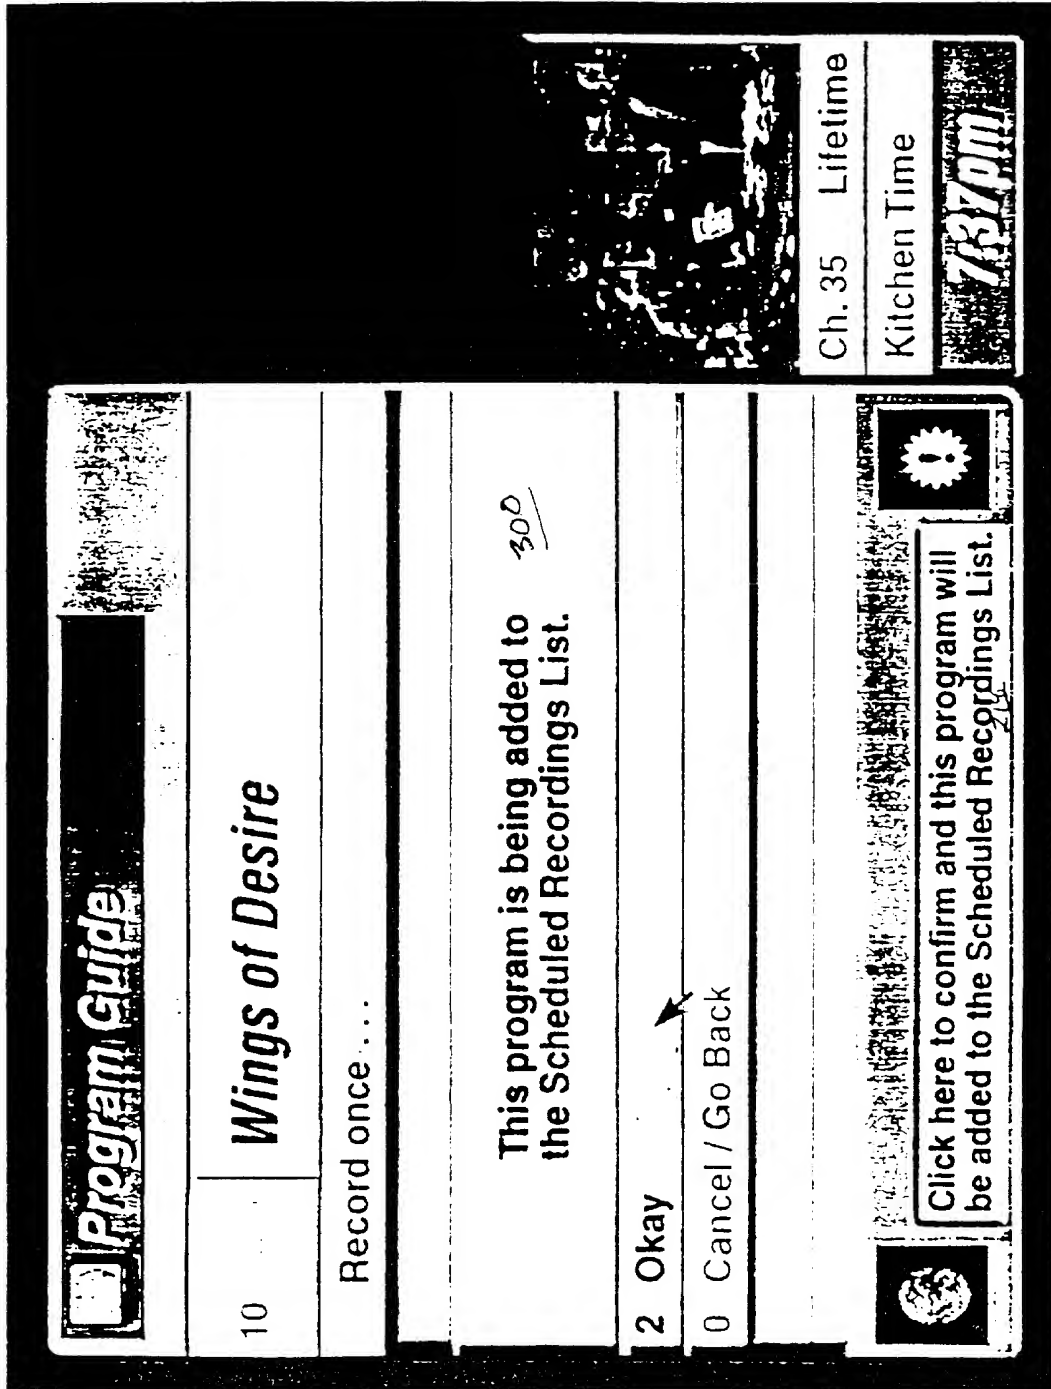 Program Guide
10 Wings of Desire
Record once...
This program is being added to
the Scheduled Recordings List.
300
2 Okay
0 Cancel / Go Back
Click here to confirm and this program will
be added to the Scheduled Recordings List.
Ch. 35 Lifetime
Kitchen Time
7:37pm